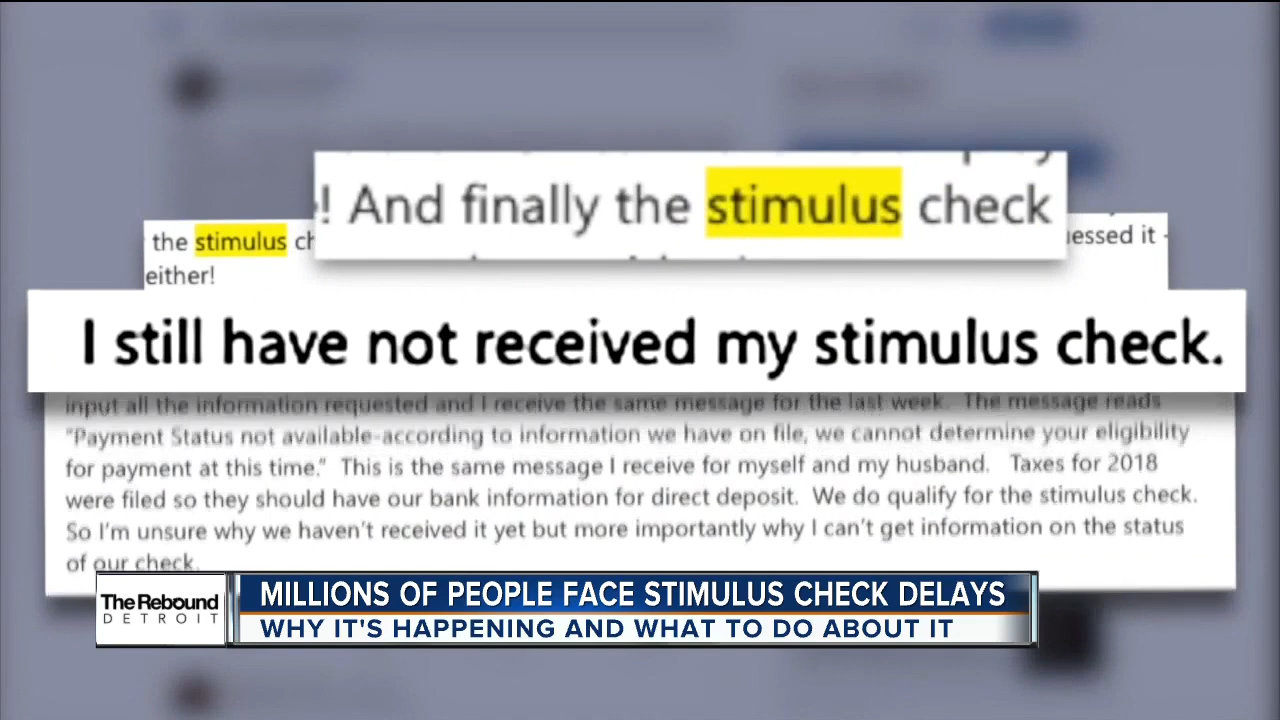 ! And finally the stimulus check
the stimulus ch
essed it -
either!
I still have not received my stimulus check.
input all the information requested and I receive the same message for the last week. The message reads
"Payment Status not available-according to information we have on file, we cannot determine your eligibility
for payment at this time." This is the same message I receive for myself and my husband. Taxes for 2018
were filed so they should have our bank information for direct deposit. We do qualify for the stimulus check.
So I'm unsure why we haven't received it yet but more importantly why I can't get information on the status
of our check.
The Rebound
DETROIT
MILLIONS OF PEOPLE FACE STIMULUS CHECK DELAYS
WHY IT'S HAPPENING AND WHAT TO DO ABOUT IT